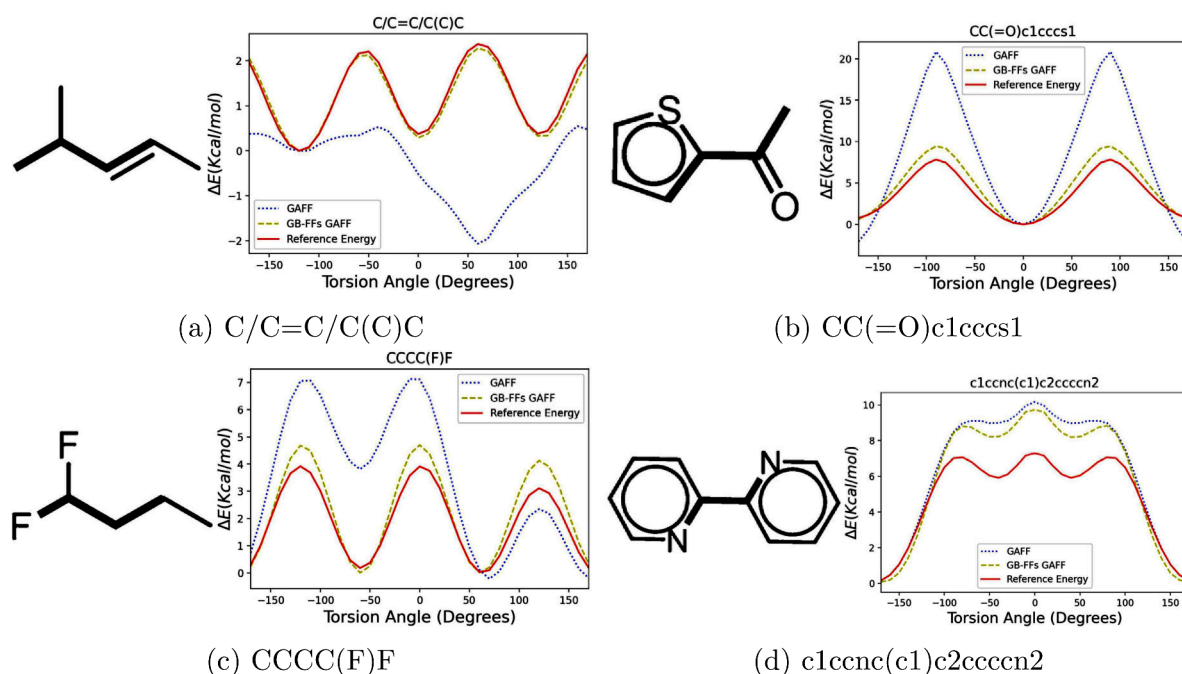 C/C=C/C(C)C
ΔE(Kcal/mol)
2
1
0
−1
−2
GAFF
GB-FFs GAFF
Reference Energy
−150 −100 −50 0 50 100 150
Torsion Angle (Degrees)
(a) C/C=C/C(C)C
S
O
CC(=O)c1cccs1
ΔE(Kcal/mol)
20
15
10
5
0
GAFF
GB-FFs GAFF
Reference Energy
−150 −100 −50 0 50 100 150
Torsion Angle (Degrees)
(b) CC(=O)c1cccs1
F
F
CCCC(F)F
ΔE(Kcal/mol)
7
6
5
4
3
2
1
0
GAFF
GB-FFs GAFF
Reference Energy
−150 −100 −50 0 50 100 150
Torsion Angle (Degrees)
(c) CCCC(F)F
N
N
c1ccnc(c1)c2ccccn2
ΔE(Kcal/mol)
10
8
6
4
2
0
GAFF
GB-FFs GAFF
Reference Energy
−150 −100 −50 0 50 100 150
Torsion Angle (Degrees)
(d) c1ccnc(c1)c2ccccn2